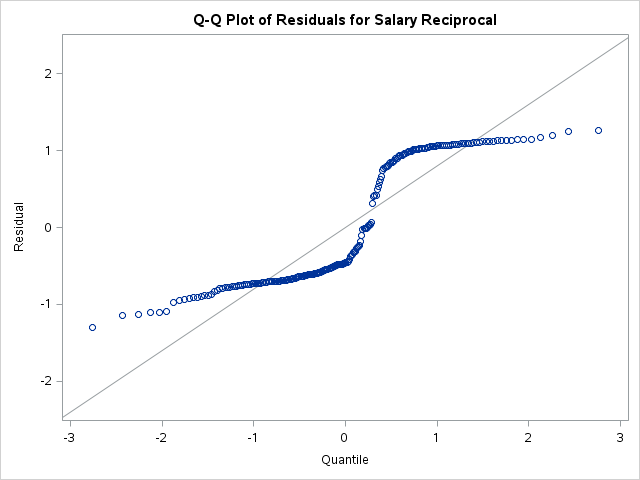 Q-Q Plot of Residuals for Salary Reciprocal
2
1
0
-1
-2
Residual
-3 -2 -1 0 1 2 3
Quantile